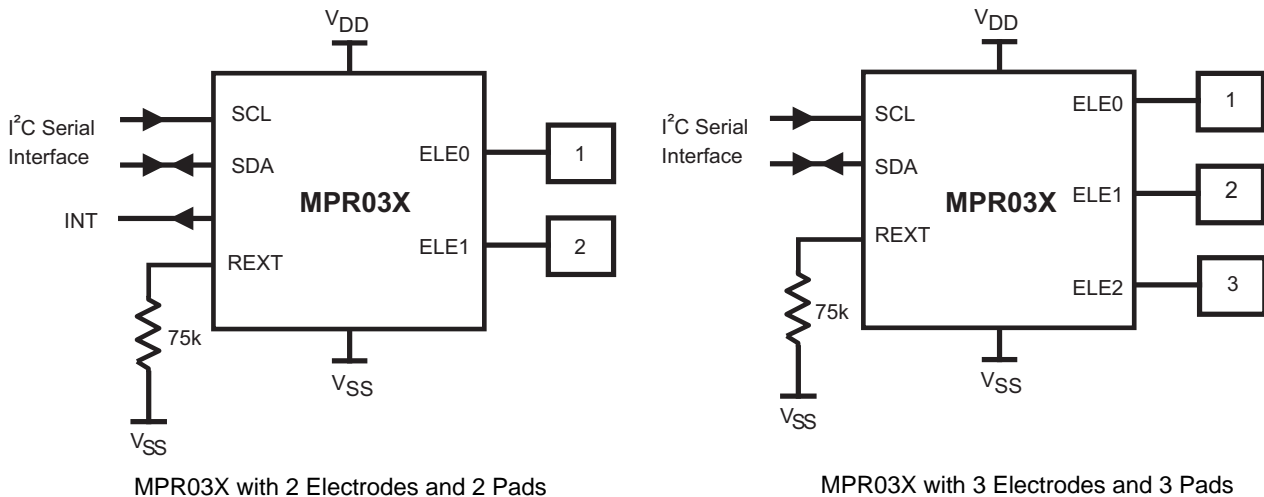 VDD
I²C Serial
Interface
SCL
SDA
INT
REXT
MPR03X
ELE0
ELE1
1
2
75k
VSS
VSS
MPR03X with 2 Electrodes and 2 Pads
VDD
I²C Serial
Interface
SCL
SDA
REXT
MPR03X
ELE0
ELE1
ELE2
1
2
3
75k
VSS
VSS
MPR03X with 3 Electrodes and 3 Pads